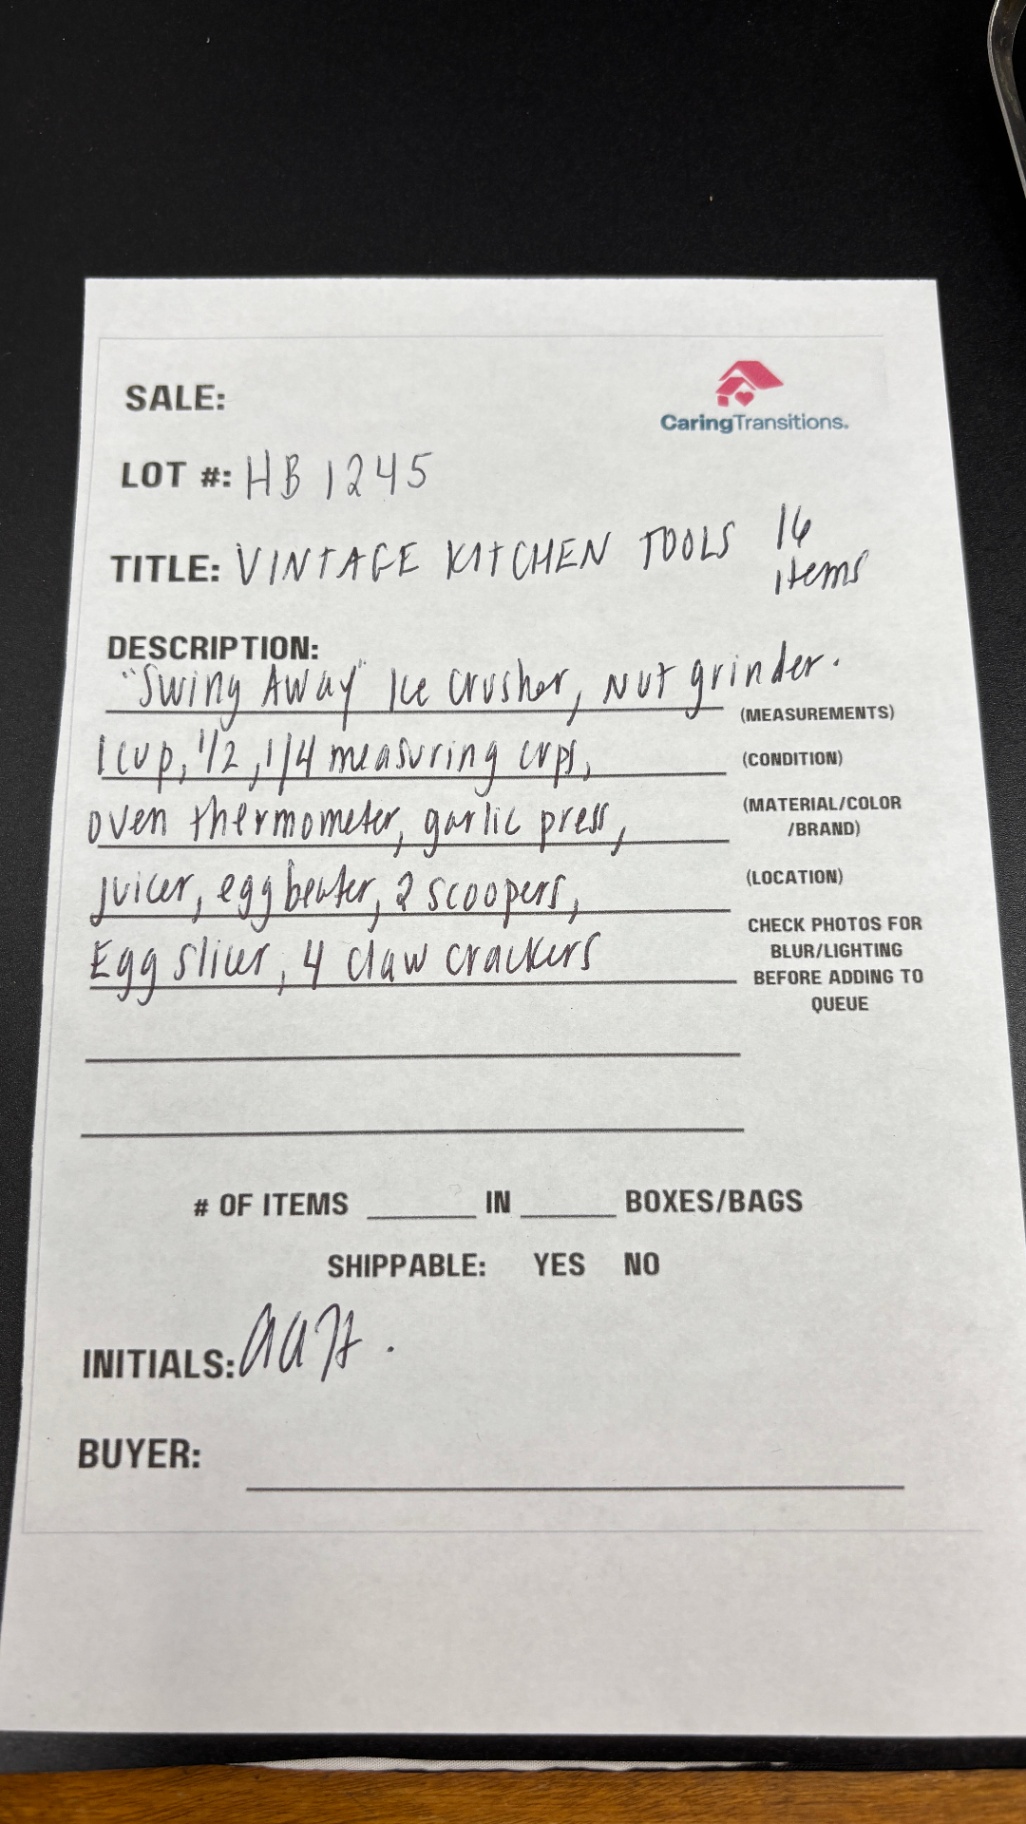 SALE:
CaringTransitions.
LOT #: HB 1245
TITLE: VINTAGE KITCHEN TOOLS 16
items
DESCRIPTION:
"Swing Away" Ice crusher, Nut grinder.
(MEASUREMENTS)
1 cup, 1/2, 1/4 measuring cups,
(CONDITION)
oven thermometer, garlic press,
(MATERIAL/COLOR
/BRAND)
juicer, egg beater, 2 scoopers,
(LOCATION)
Egg slicer, 4 claw crackers
CHECK PHOTOS FOR
BLUR/LIGHTING
BEFORE ADDING TO
QUEUE
# OF ITEMS IN BOXES/BAGS
SHIPPABLE: YES NO
INITIALS:
BUYER: